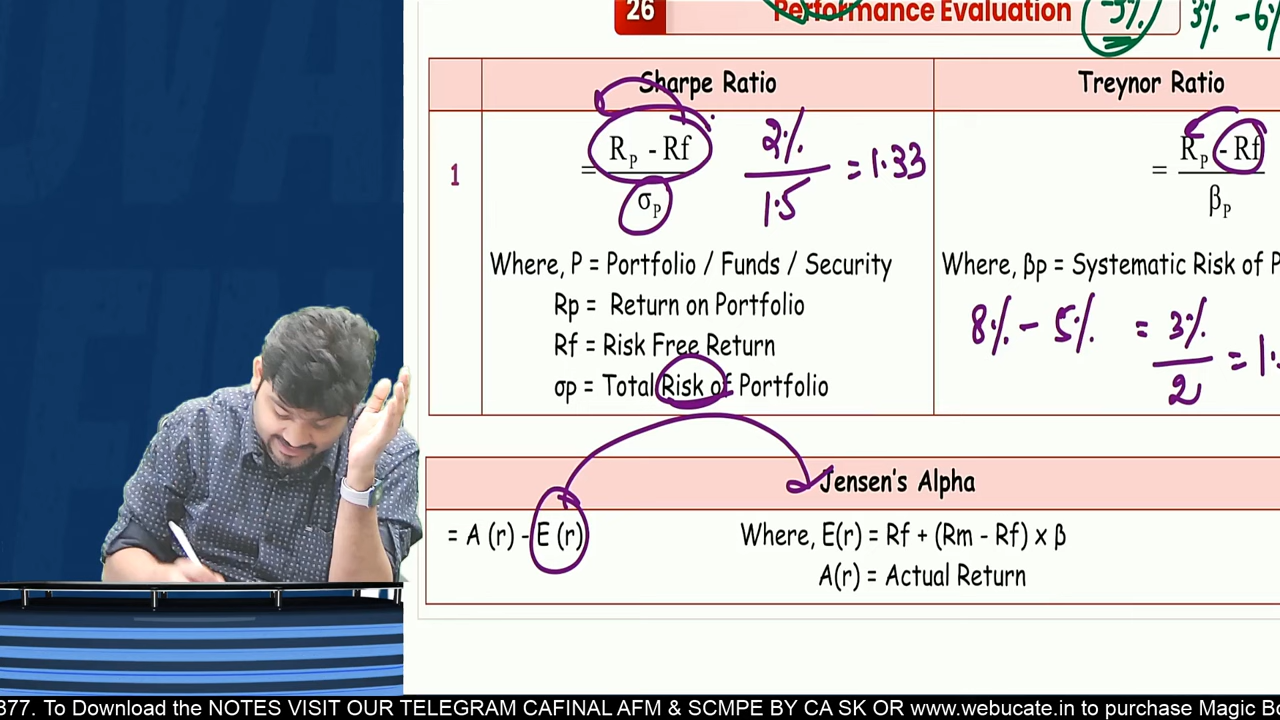 26 Performance Evaluation
-3% 3% -6%
Sharpe Ratio
Treynor Ratio
1
= RP - Rf / σP
2% / 1.5 = 1.33
= RP - Rf / βP
Where, P = Portfolio / Funds / Security
Rp = Return on Portfolio
Rf = Risk Free Return
σp = Total Risk of Portfolio
Where, βp = Systematic Risk of
8% - 5% = 3% / 2 = 1.
Jensen's Alpha
= A (r) - E (r)
Where, E(r) = Rf + (Rm - Rf) x β
A(r) = Actual Return
377. To Download the NOTES VISIT OUR TELEGRAM CAFINAL AFM & SCMPE BY CA SK OR www.webucate.in to purchase Magic Bo